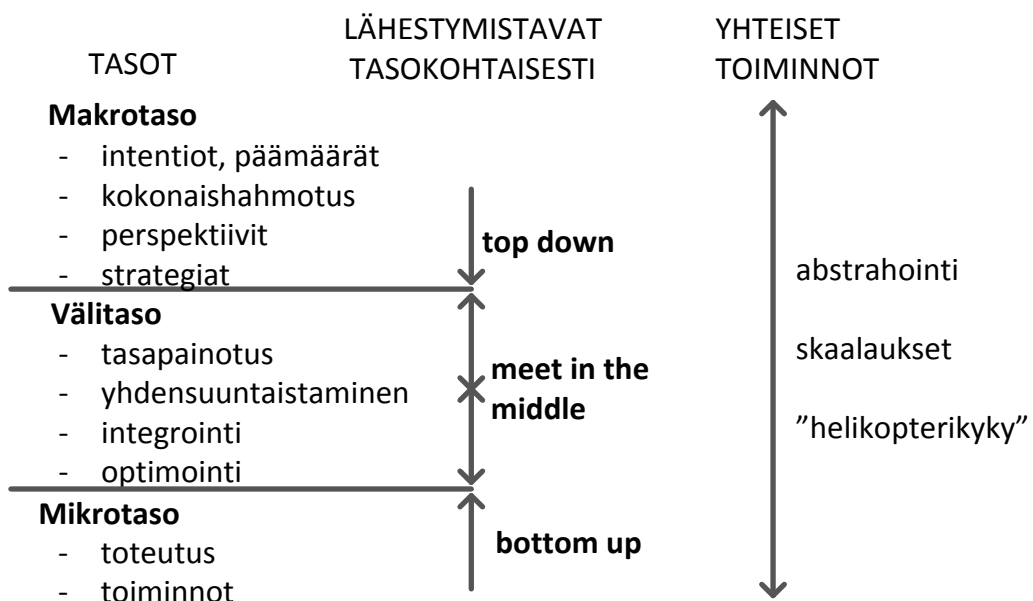 TASOT
LÄHESTYMISTAVAT
TASOKOHTAISESTI
YHTEISET
TOIMINNOT
Makrotaso
- intentiot, päämäärät
- kokonaishahmotus
- perspektiivit
- strategiat
top down
Välitaso
- tasapainotus
- yhdensuuntaistaminen
- integrointi
- optimointi
meet in the
middle
Mikrotaso
- toteutus
- toiminnot
bottom up
abstrahointi
skaalaukset
”helikopterikyky”